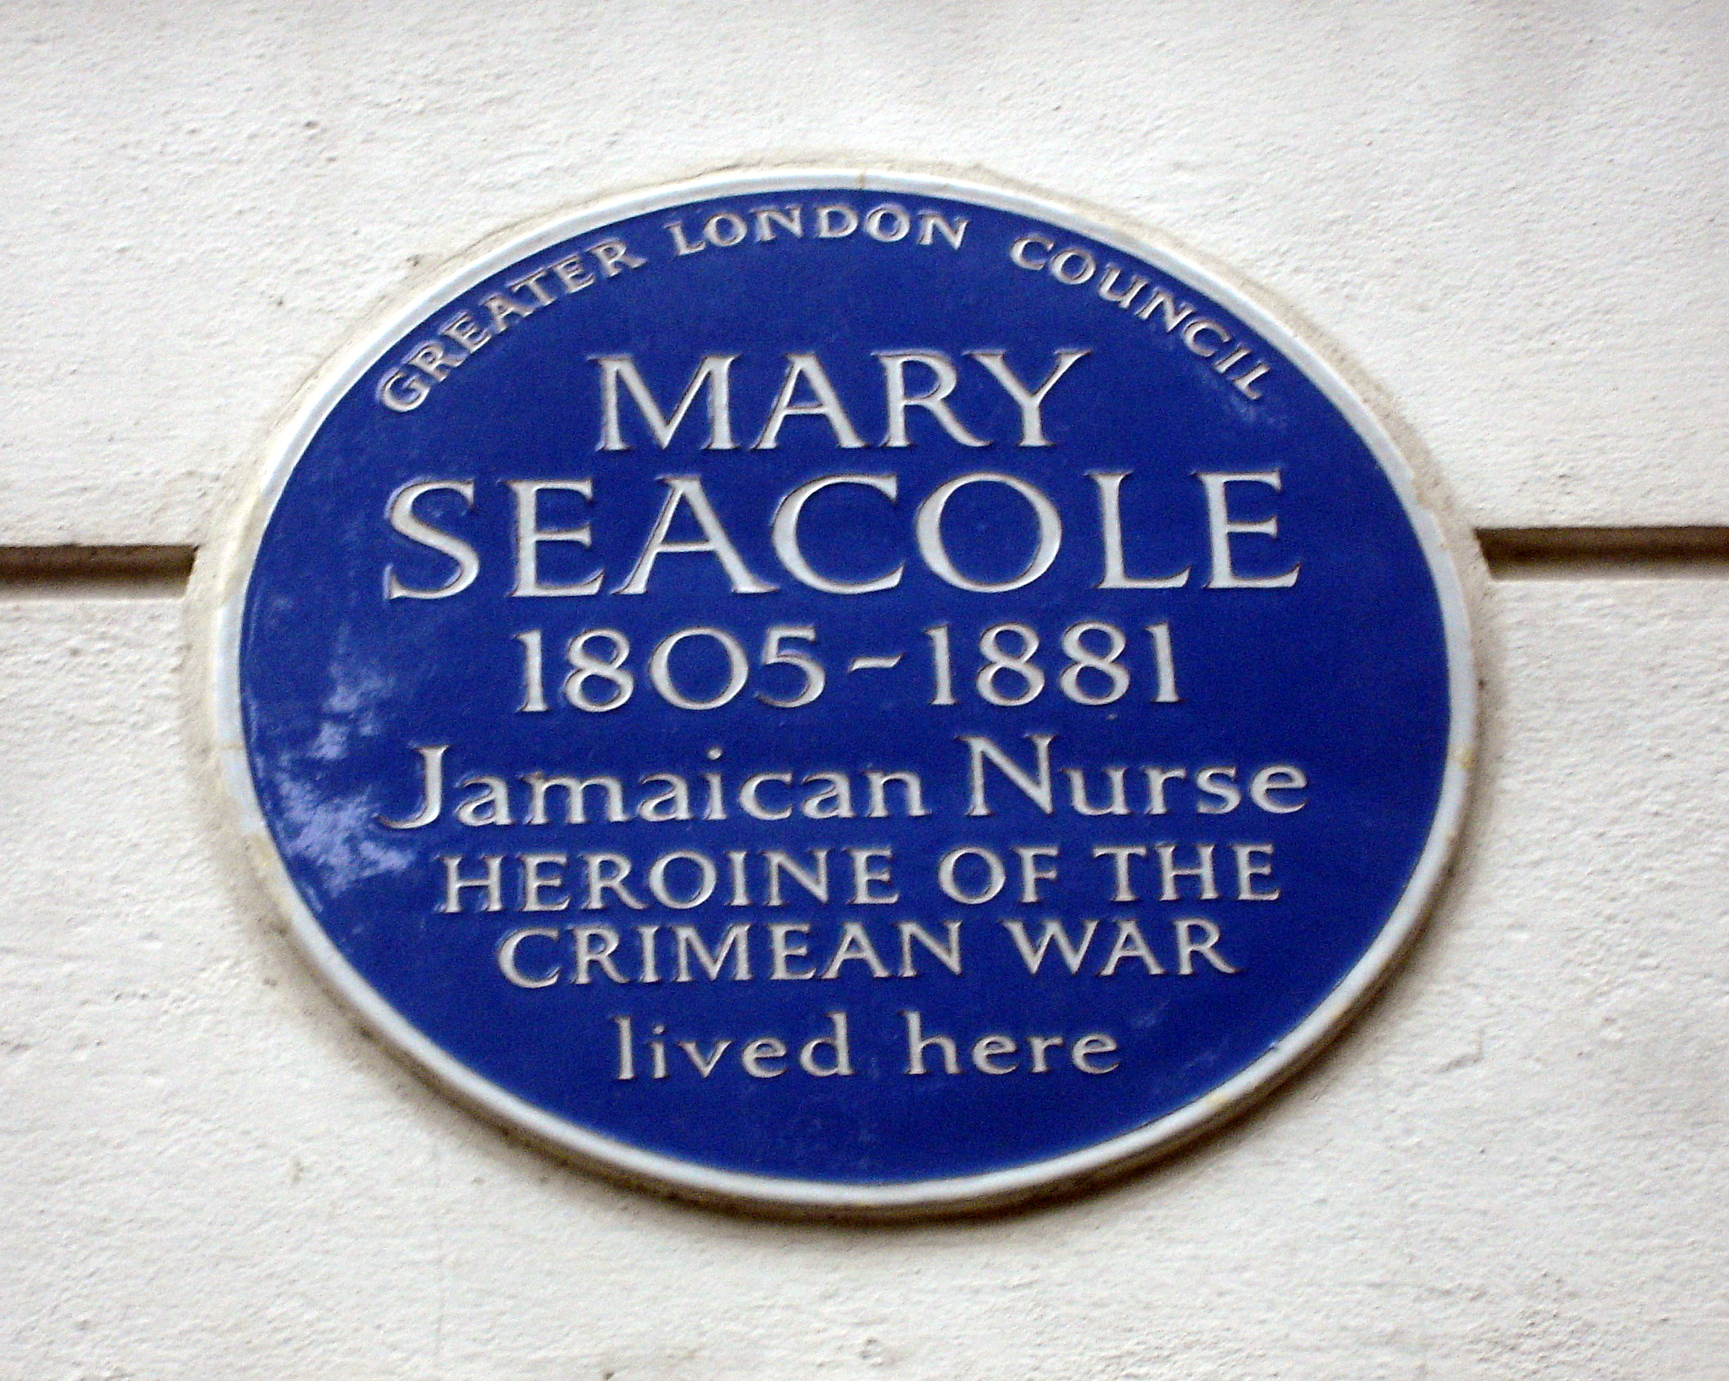 GREATER LONDON COUNCIL
MARY
SEACOLE
1805-1881
Jamaican Nurse
HEROINE OF THE
CRIMEAN WAR
lived here